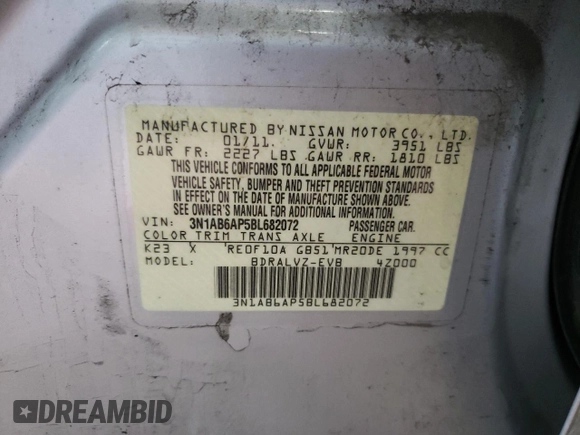 MANUFACTURED BY NISSAN MOTOR CO., LTD.
DATE: 01/11. GVWR: 3951 LBS
GAWR FR: 2227 LBS GAWR RR: 1810 LBS
THIS VEHICLE CONFORMS TO ALL APPLICABLE FEDERAL MOTOR
VEHICLE SAFETY, BUMPER AND THEFT PREVENTION STANDARDS
IN EFFECT ON THE DATE OF MANUFACTURE SHOWN ABOVE.
SEE OWNER'S MANUAL FOR ADDITIONAL INFORMATION.
VIN: 3N1AB6AP5BL682072 PASSENGER CAR.
COLOR TRIM TRANS AXLE ENGINE
K23 X 'RE0F10A GB51'MR20DE 1997 CC
MODEL: BDRALVZ-EVB 4Z000
3N1AB6AP5BL682072
DREAMBID